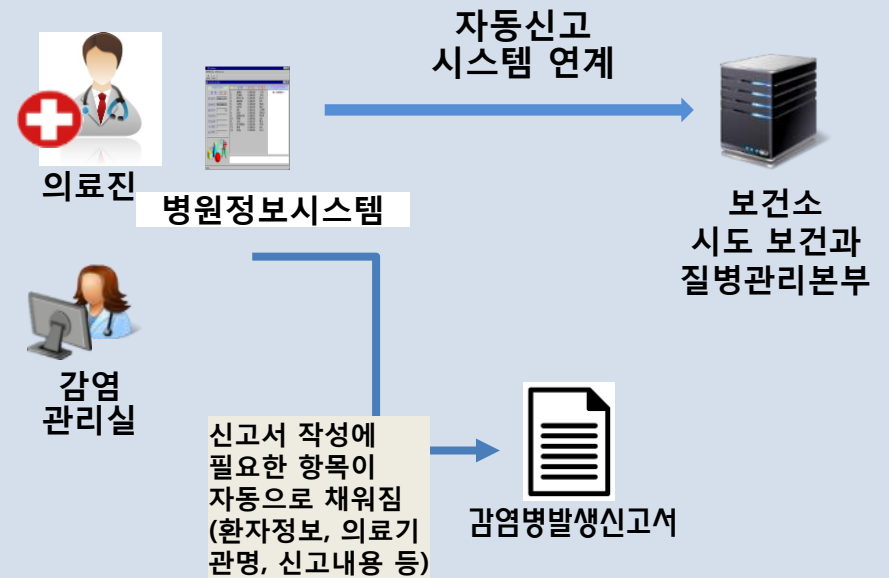 자동신고
시스템 연계
의료진
병원정보시스템
보건소
시도 보건과
질병관리본부
감염
관리실
신고서 작성에
필요한 항목이
자동으로 채워짐
(환자정보, 의료기
관명, 신고내용 등)
감염병발생신고서